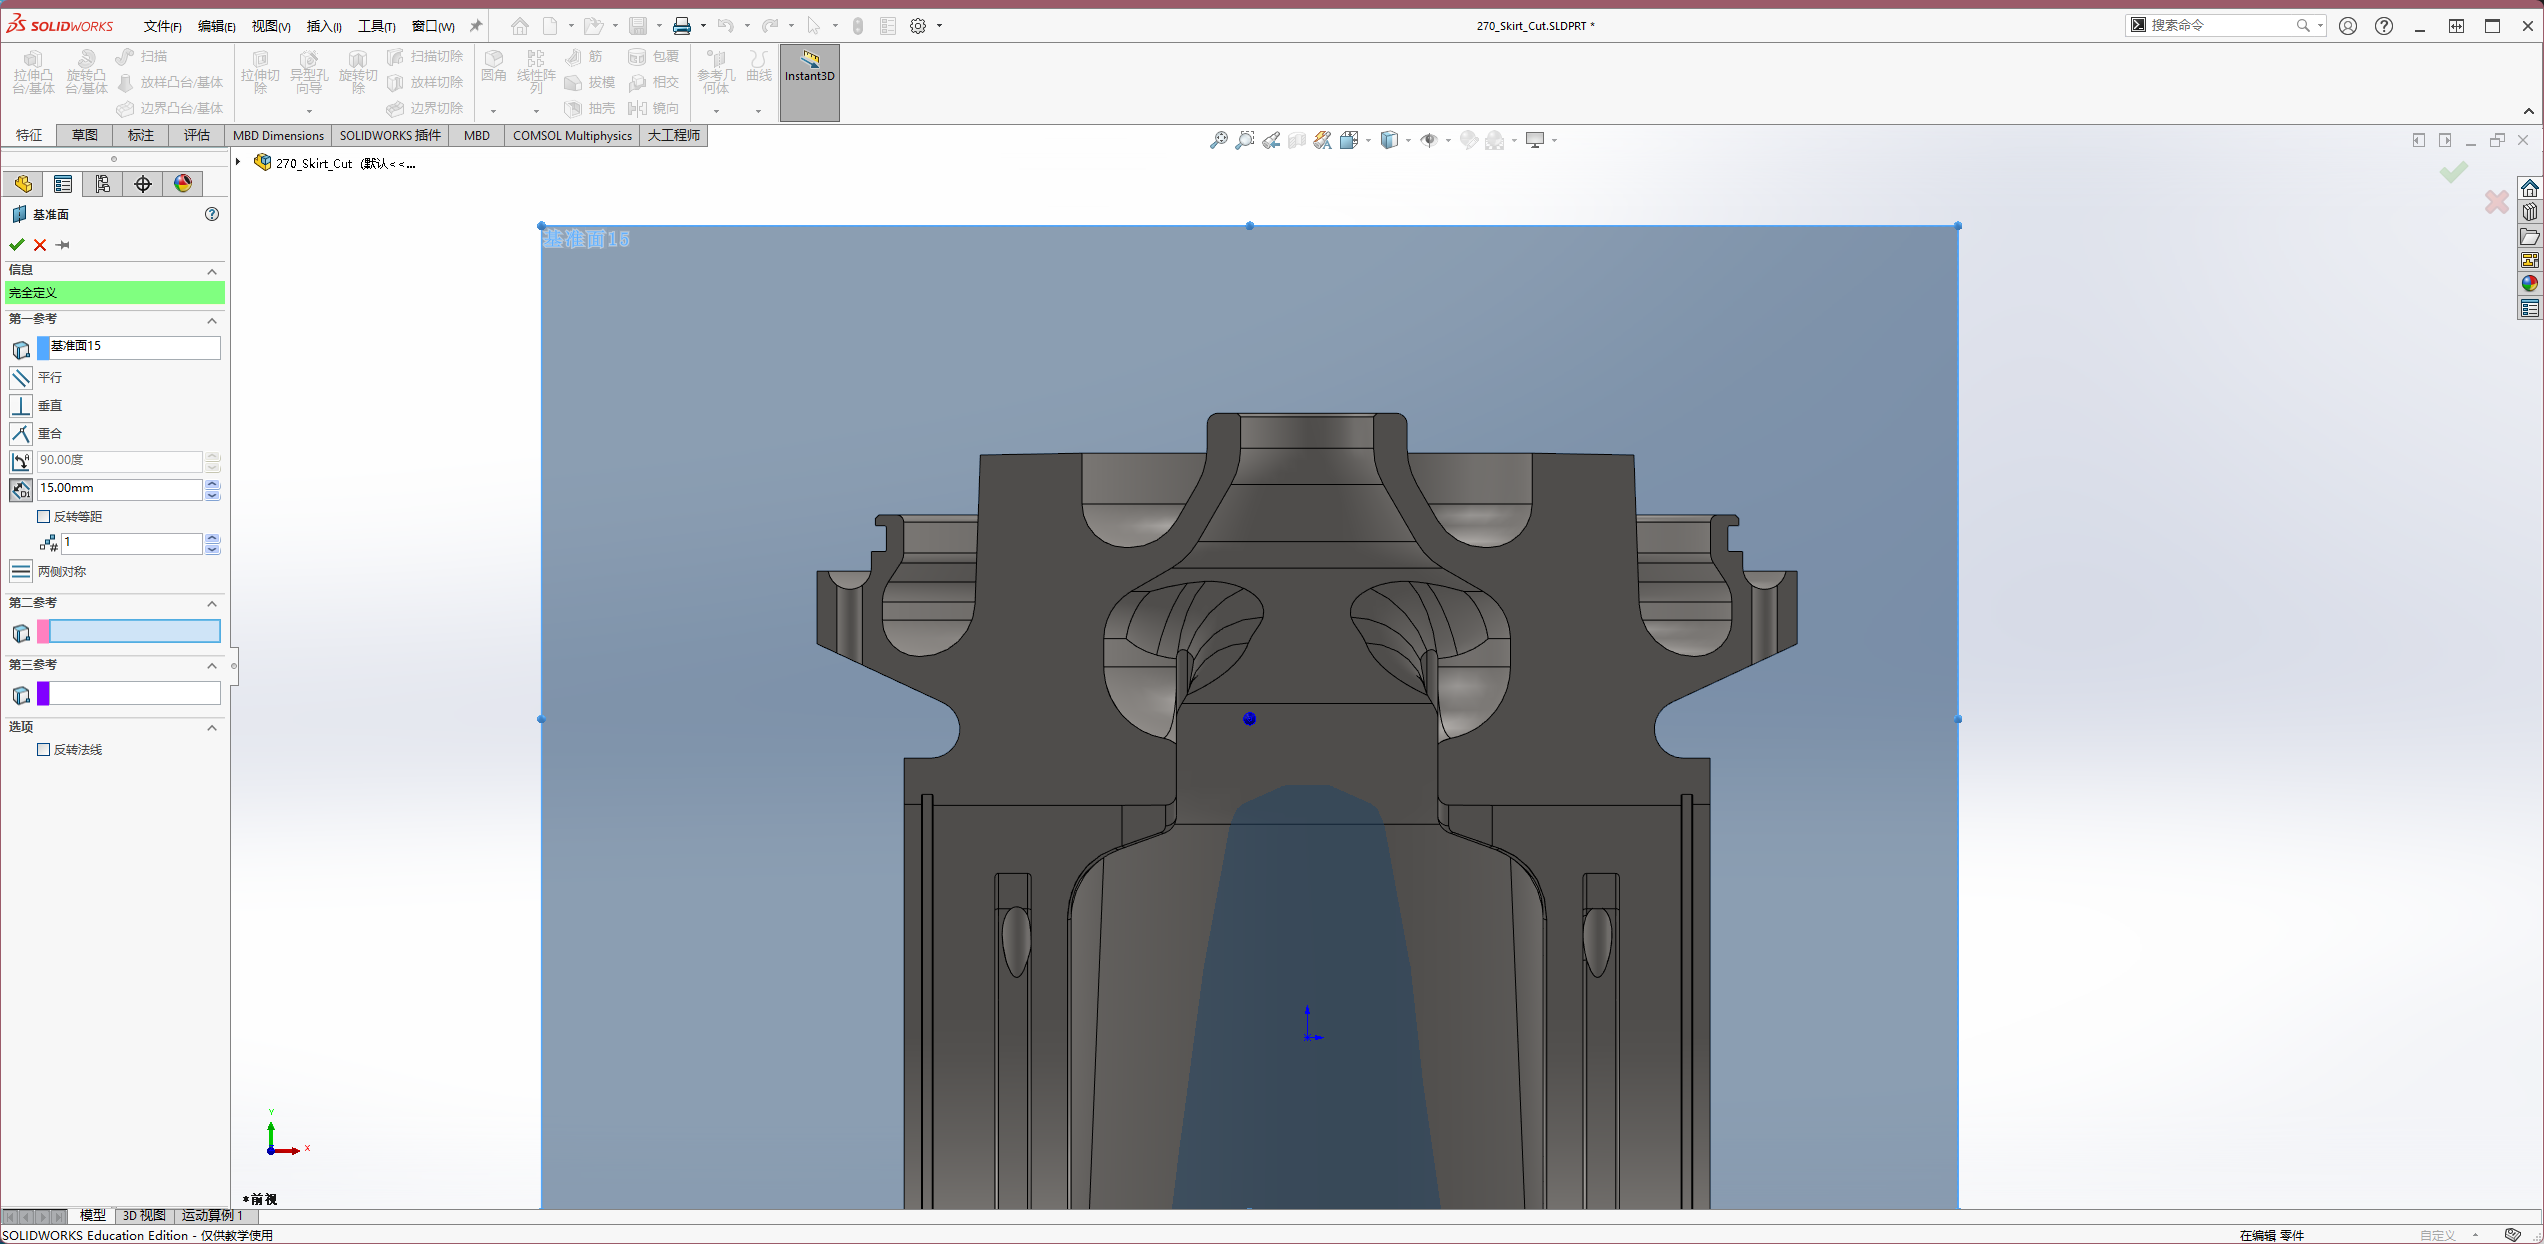 SOLIDWORKS 文件(F) 编辑(E) 视图(V) 插入(I) 工具(T) 窗口(W) 270_Skirt_Cut.SLDPRT * 搜索命令
拉伸凸台/基体
旋转凸台/基体
扫描
放样凸台/基体
边界凸台/基体
拉伸切除
异型孔向导
旋转切除
扫描切除
放样切除
边界切除
圆角
线性阵列
筋
拔模
抽壳
包覆
相交
镜向
参考几何体
曲线
Instant3D
特征 草图 标注 评估 MBD Dimensions SOLIDWORKS 插件 MBD COMSOL Multiphysics 大工程师
270_Skirt_Cut (默认<<...
基准面
信息
完全定义
第一参考
基准面15
平行
垂直
重合
90.00度
15.00mm
反转等距
1
两侧对称
第二参考
第三参考
选项
反转法线
基准面15
Y
X
*前视
模型 3D 视图 运动算例 1
SOLIDWORKS Education Edition - 仅供教学使用 在编辑 零件 自定义